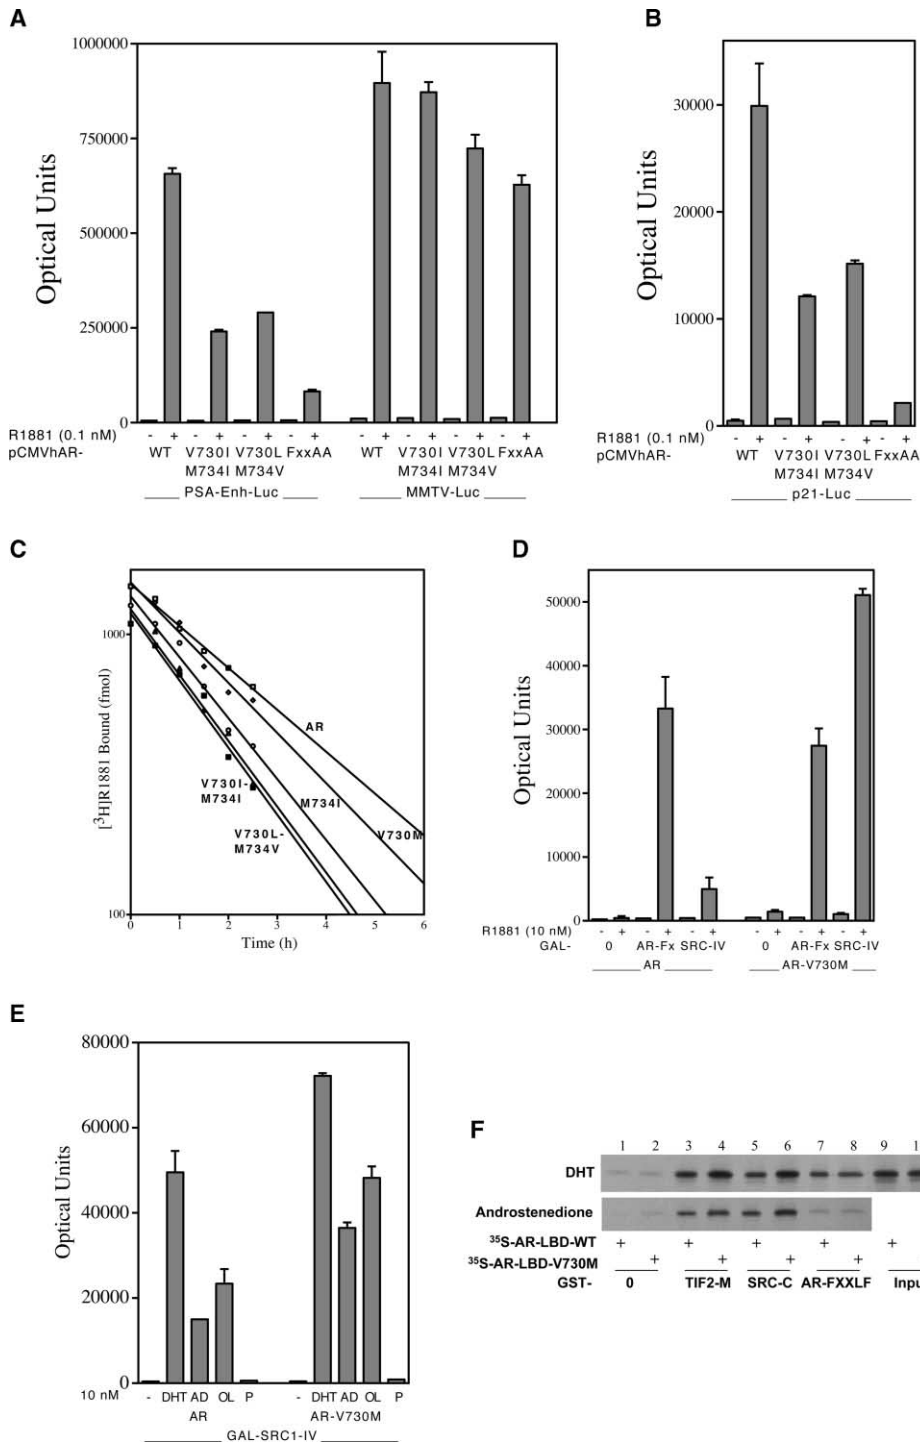 A
1000000
750000
500000
250000
0
Optical Units
R1881 (0.1 nM) - + - + - + - + - + - + - + - +
pCMVhAR- WT V730I V730L FxxAA WT V730I V730L FxxAA
M734I M734V M734I M734V
PSA-Enh-Luc MMTV-Luc
B
30000
20000
10000
0
Optical Units
R1881 (0.1 nM) - + - + - + - +
pCMVhAR- WT V730I V730L FxxAA
M734I M734V
p21-Luc
C
1000
100
[3H]R1881 Bound (fmol)
AR
V730I-
M734I
M734I
V730M
V730L-
M734V
0 1 2 3 4 5 6
Time (h)
D
50000
40000
30000
20000
10000
0
Optical Units
R1881 (10 nM) - + - + - + - + - + - +
GAL- 0 AR-Fx SRC-IV 0 AR-Fx SRC-IV
AR AR-V730M
E
80000
60000
40000
20000
0
Optical Units
10 nM - DHT AD OL P - DHT AD OL P
AR AR-V730M
GAL-SRC1-IV
F
1 2 3 4 5 6 7 8 9 1
DHT
Androstenedione
35S-AR-LBD-WT + + + + +
35S-AR-LBD-V730M + + + +
GST- 0 TIF2-M SRC-C AR-FXXLF Inpu